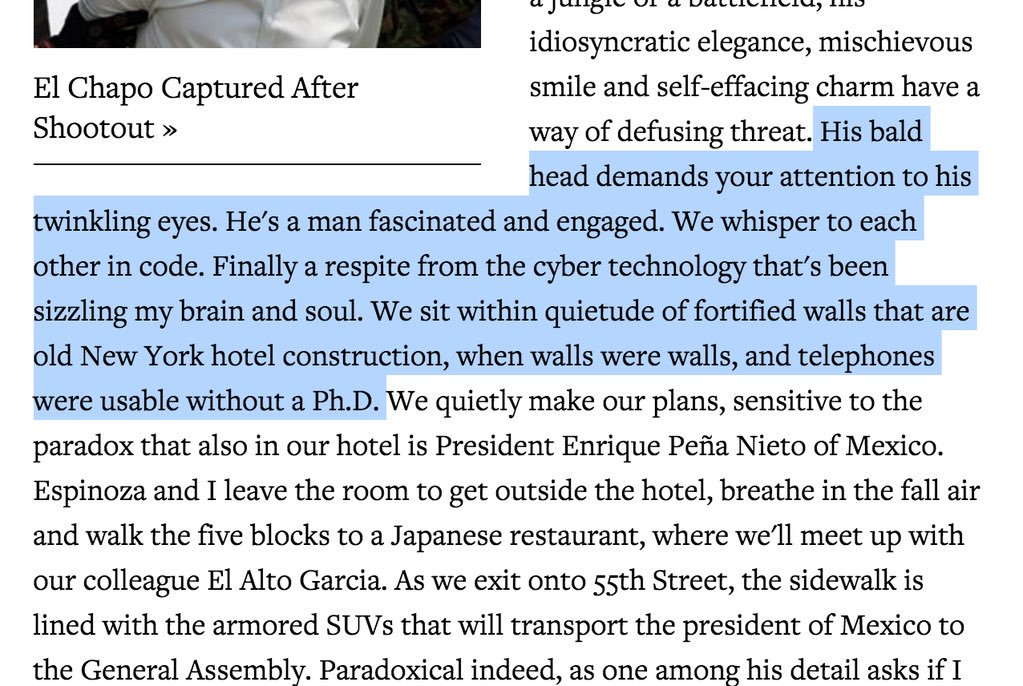 El Chapo Captured After
Shootout »
idiosyncratic elegance, mischievous
smile and self-effacing charm have a
way of defusing threat. His bald
head demands your attention to his
twinkling eyes. He's a man fascinated and engaged. We whisper to each
other in code. Finally a respite from the cyber technology that's been
sizzling my brain and soul. We sit within quietude of fortified walls that are
old New York hotel construction, when walls were walls, and telephones
were usable without a Ph.D. We quietly make our plans, sensitive to the
paradox that also in our hotel is President Enrique Peña Nieto of Mexico.
Espinoza and I leave the room to get outside the hotel, breathe in the fall air
and walk the five blocks to a Japanese restaurant, where we'll meet up with
our colleague El Alto Garcia. As we exit onto 55th Street, the sidewalk is
lined with the armored SUVs that will transport the president of Mexico to
the General Assembly. Paradoxical indeed, as one among his detail asks if I